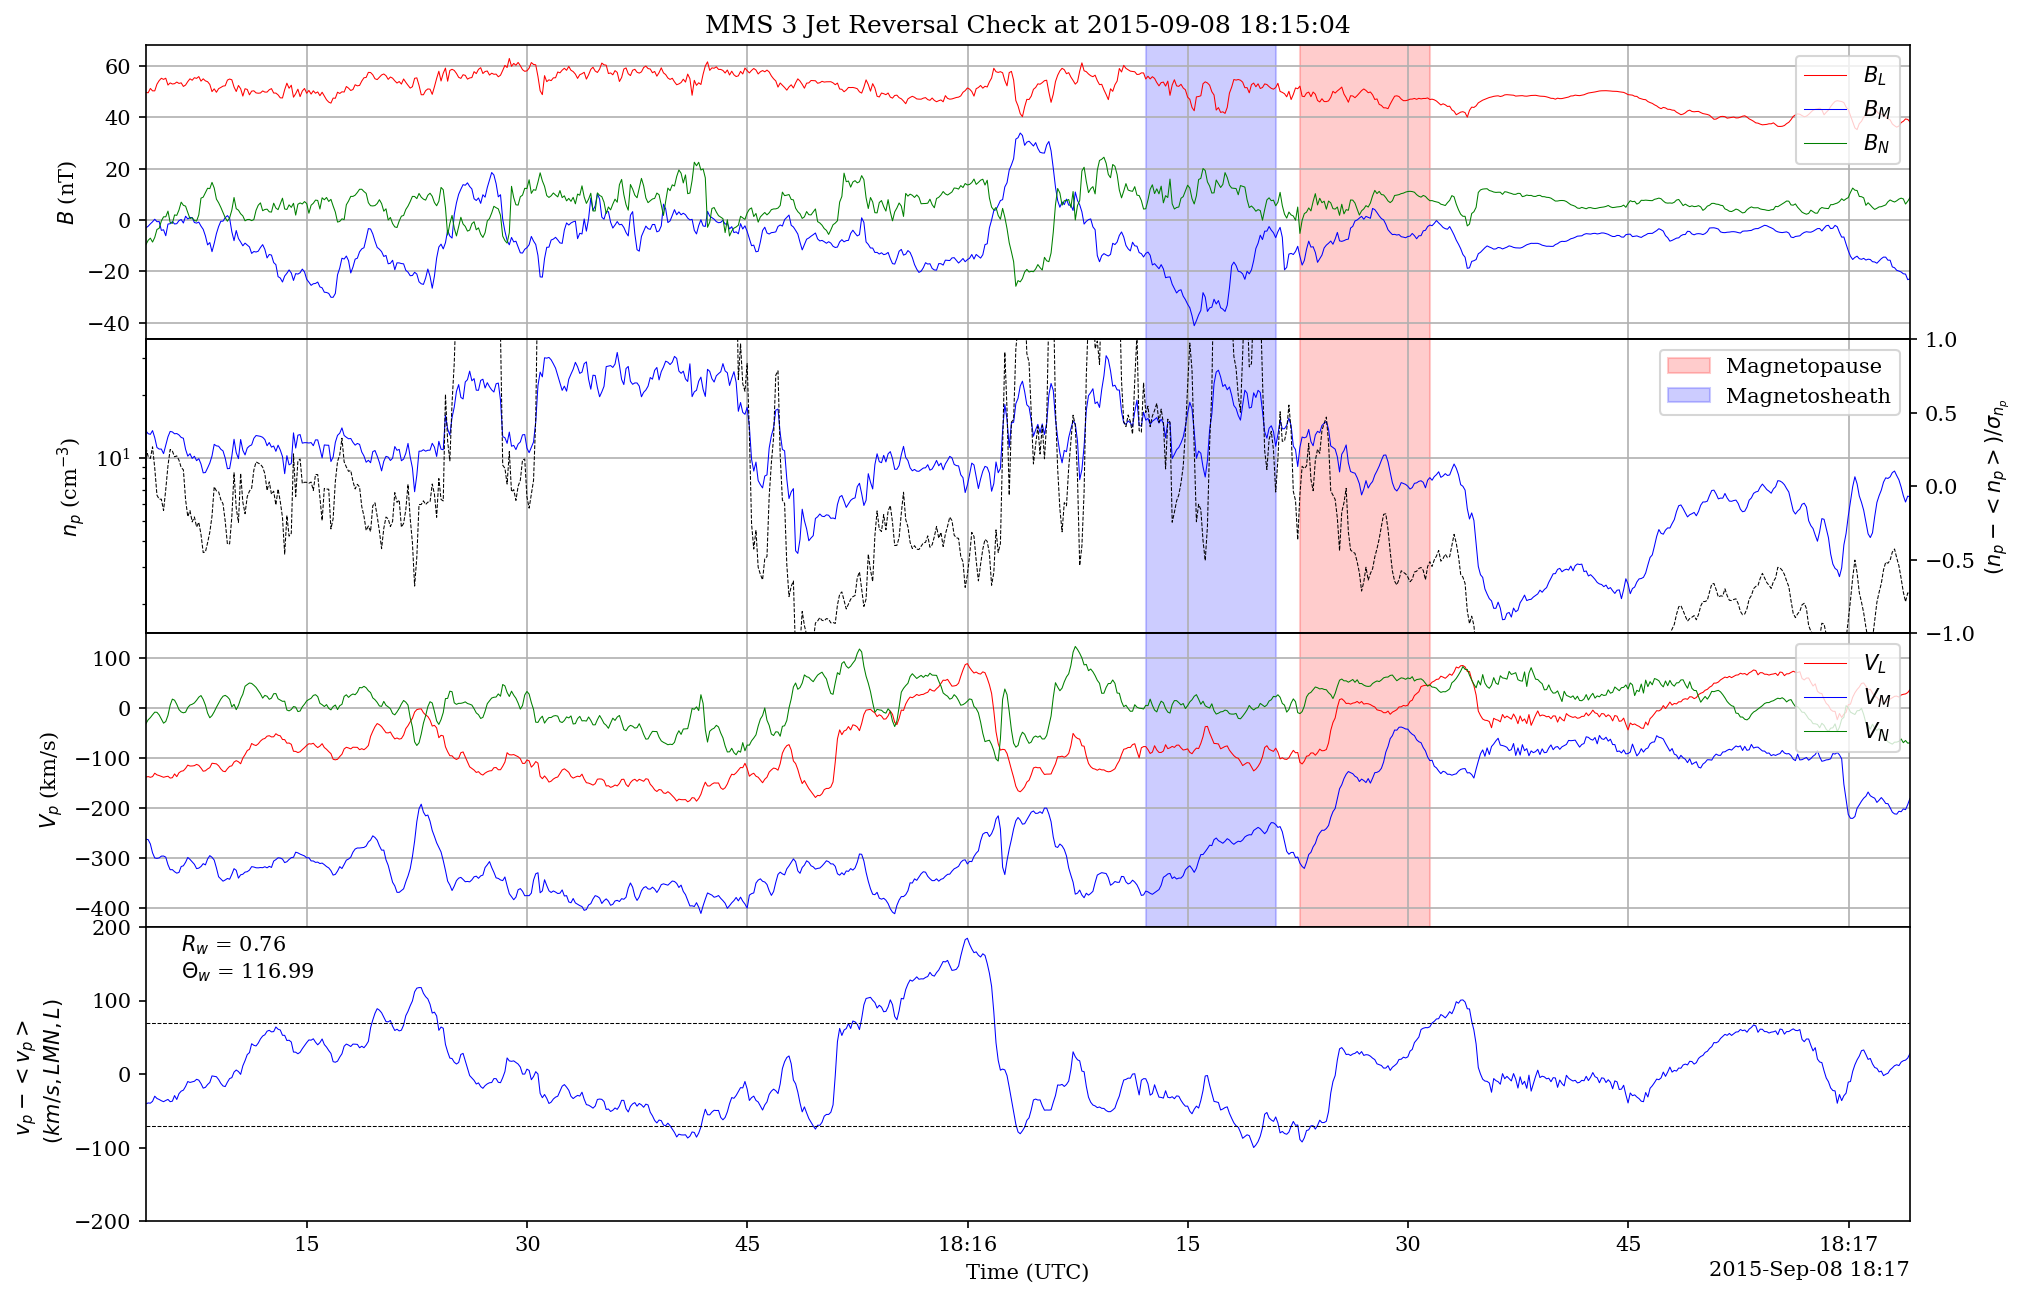 MMS 3 Jet Reversal Check at 2015-09-08 18:15:04
60
40
20
0
−20
−40
B (nT)
B_L
B_M
B_N
10^1
n_p (cm^−3)
Magnetopause
Magnetosheath
1.0
0.5
0.0
−0.5
−1.0
(n_p − < n_p >)/σ_{n_p}
100
0
−100
−200
−300
−400
V_p (km/s)
V_L
V_M
V_N
200
100
0
−100
−200
v_p − < v_p >
(km/s, LMN, L)
R_w = 0.76
Θ_w = 116.99
15 30 45 18:16 15 30 45 18:17
Time (UTC)
2015-Sep-08 18:17